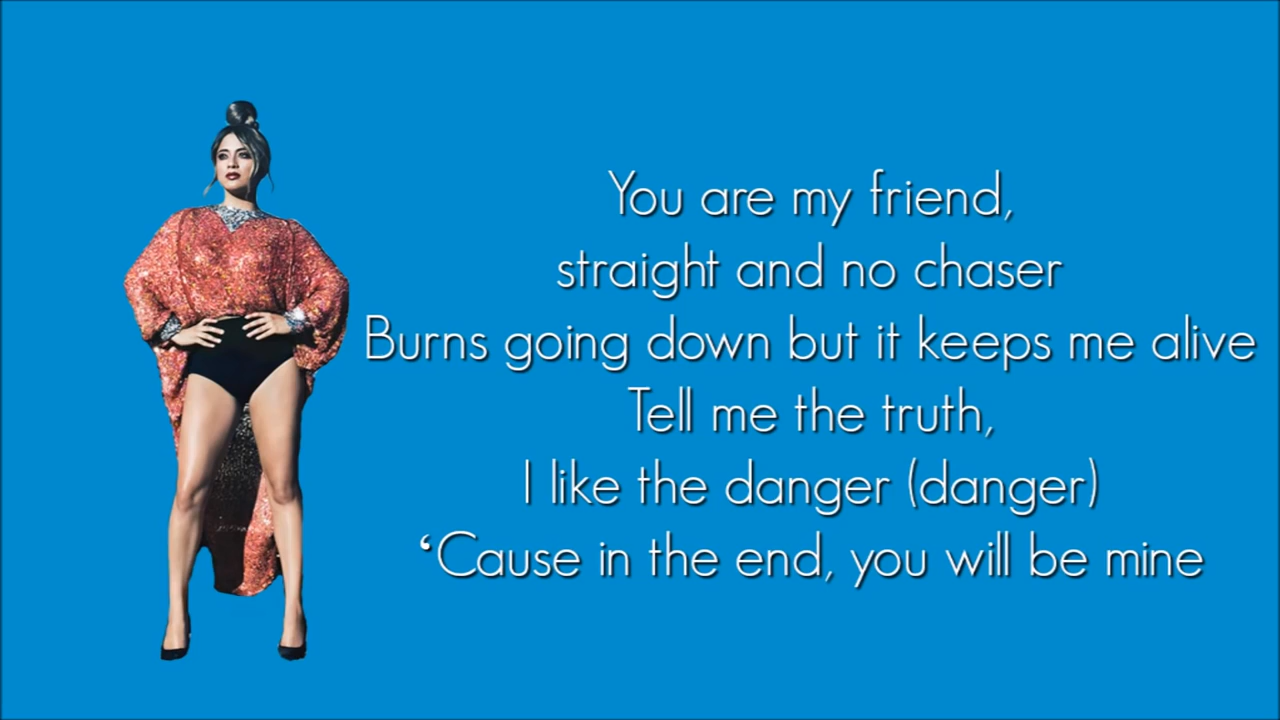 You are my friend,
straight and no chaser
Burns going down but it keeps me alive
Tell me the truth,
I like the danger (danger)
‘Cause in the end, you will be mine